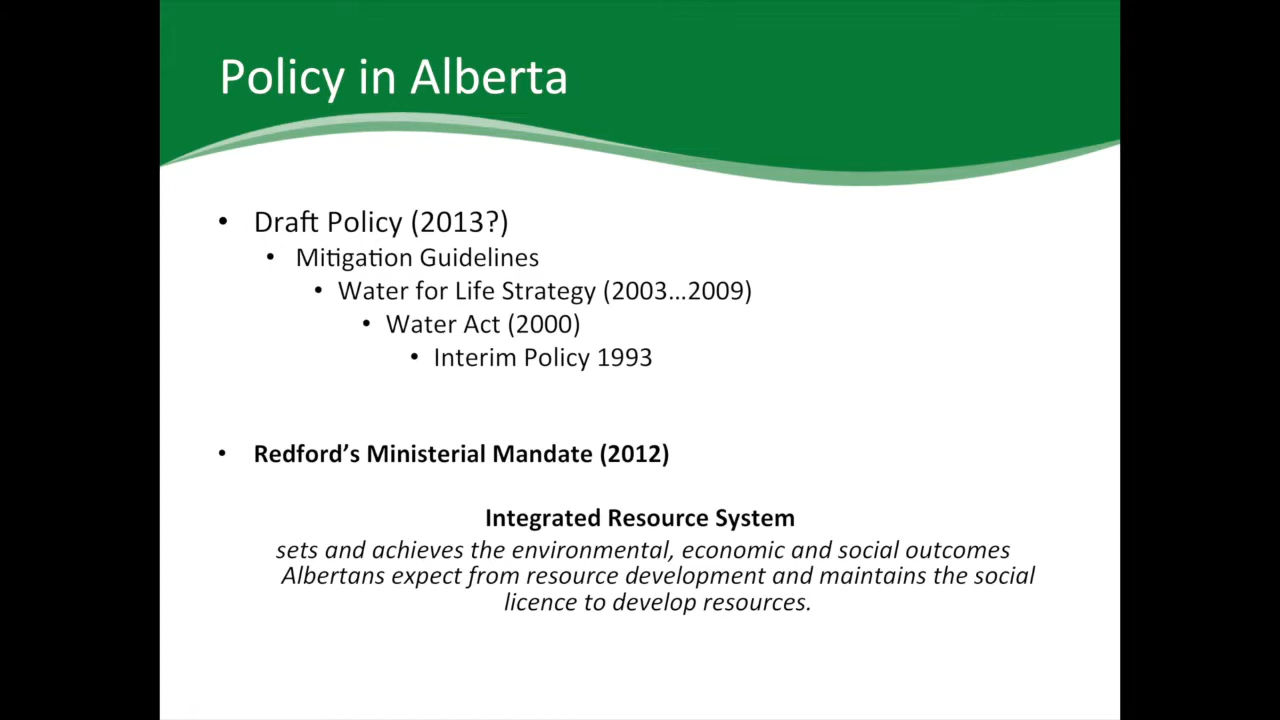 Policy in Alberta
• Draft Policy (2013?)
• Mitigation Guidelines
• Water for Life Strategy (2003...2009)
• Water Act (2000)
• Interim Policy 1993
• Redford’s Ministerial Mandate (2012)
Integrated Resource System
sets and achieves the environmental, economic and social outcomes
Albertans expect from resource development and maintains the social
licence to develop resources.